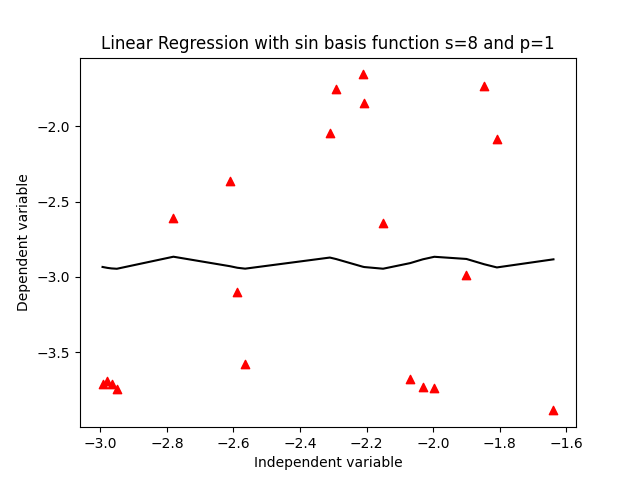 Linear Regression with sin basis function s=8 and p=1
Dependent variable
−2.0
−2.5
−3.0
−3.5
−3.0 −2.8 −2.6 −2.4 −2.2 −2.0 −1.8 −1.6
Independent variable